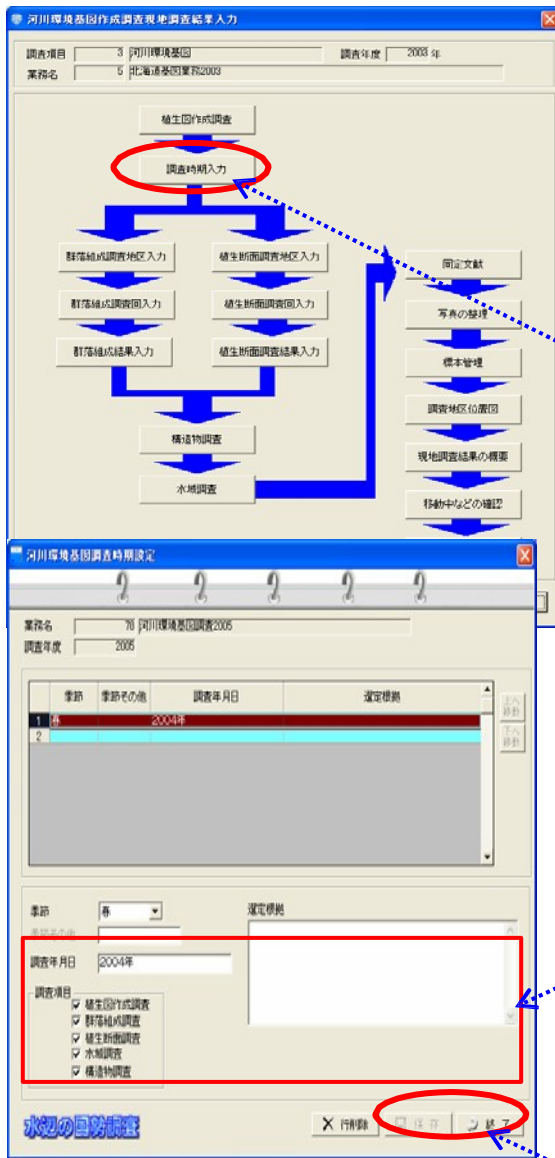 河川環境基図作成調査現地調査結果入力
調査項目 3 河川環境基図 調査年度 2003 年
業務名 5 北海道基図業務2003
植生図作成調査
調査時期入力
群落組成調査地区入力 植生断面調査地区入力
群落組成調査回入力 植生断面調査回入力
群落組成結果入力 植生断面調査結果入力
構造物調査
水域調査
同定文献
写真の整理
標本管理
調査地区位置図
現地調査結果の概要
移動中などの確認
河川環境基図調査時期設定
業務名 78 河川環境基図調査2005
調査年度 2005
季節 季節その他 調査年月日 選定根拠
1 春 2004年
2
上へ移動
下へ移動
季節 春 選定根拠
季節その他
調査年月日 2004年
調査項目
植生図作成調査
群落組成調査
植生断面調査
水域調査
構造物調査
水辺の国勢調査 行削除 保存 終了